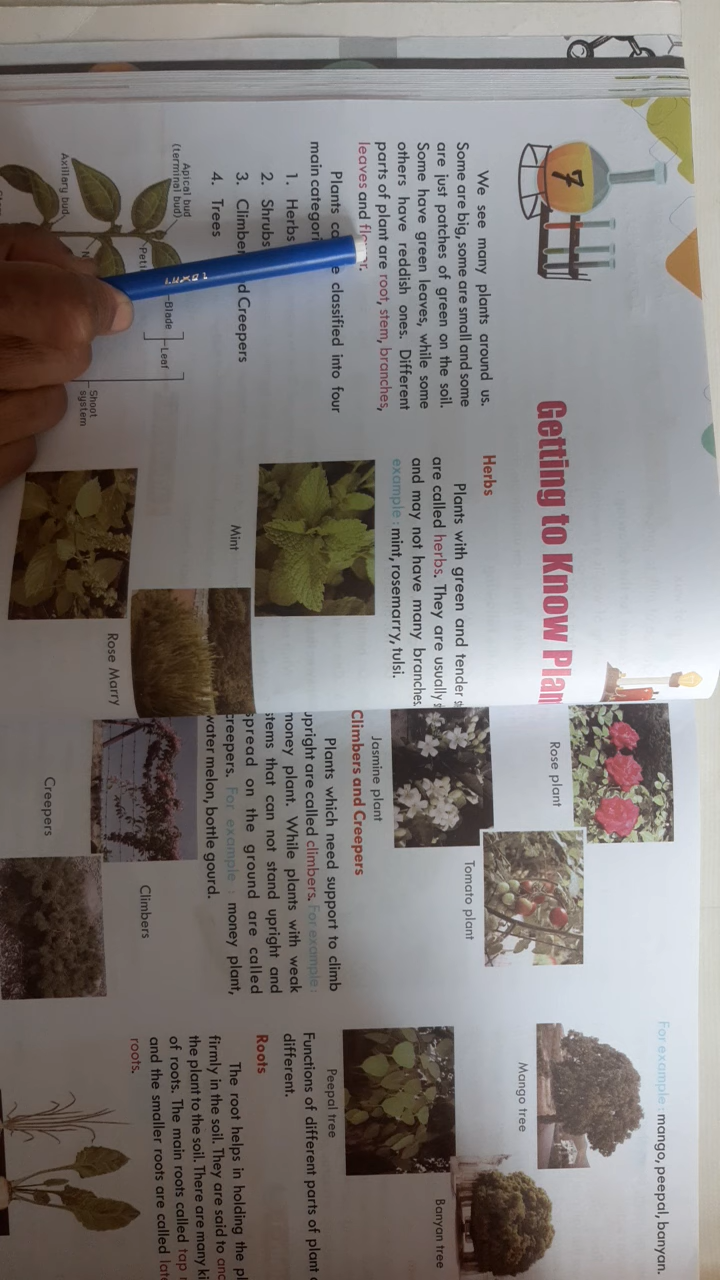 7
Getting to Know
We see many plants around us.
Some are big, some are small and some
are just patches of green on the soil.
Some have green leaves, while some
others have reddish ones. Different
parts of plant are root, stem, branches,
leaves and
Plants classified into four
main
1. Herbs
2. Shrubs
3. Creepers
4. Trees
Apical bud
(terminal bud)
Axillary bud
Blade
Leaf
Shoot
system
Herbs
Plants with green and tender
are called herbs. They are usually
and may not have many branches
example : mint, rosemarry, tulsi.
Mint
Rose Marry
Rose plant
Tomato plant
Jasmine plant
Climbers and Creepers
Plants which need support to climb
upright are called climbers. For example :
money plant. While plants with weak
stems that can not stand upright and
spread on the ground are called
creepers. For example : money plant,
water melon, bottle gourd.
Climbers
Creepers
For example : mango, peepal, banyan.
Mango tree
Banyan tree
Peepal tree
Functions of different parts of plant
different.
Roots
The root helps in holding the
firmly in the soil. They are said to
the plant to the soil. There are many
of roots. The main roots called tap
and the smaller roots are called
roots.